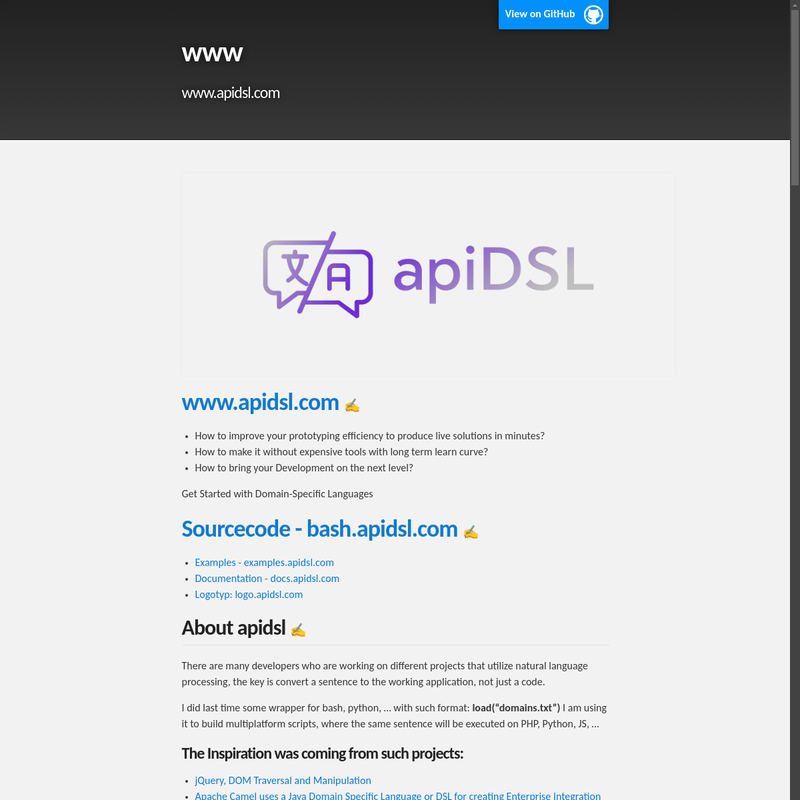 View on GitHub
www
www.apidsl.com
文 A apiDSL
www.apidsl.com ✍️
• How to improve your prototyping efficiency to produce live solutions in minutes?
• How to make it without expensive tools with long term learn curve?
• How to bring your Development on the next level?
Get Started with Domain-Specific Languages
Sourcecode - bash.apidsl.com ✍️
• Examples - examples.apidsl.com
• Documentation - docs.apidsl.com
• Logotyp: logo.apidsl.com
About apidsl ✍️
There are many developers who are working on different projects that utilize natural language
processing, the key is convert a sentence to the working application, not just a code.
I did last time some wrapper for bash, python, … with such format: load(“domains.txt”) I am using
it to build multiplatform scripts, where the same sentence will be executed on PHP, Python, JS, …
The Inspiration was coming from such projects:
• jQuery, DOM Traversal and Manipulation
• Apache Camel uses a Java Domain Specific Language or DSL for creating Enterprise Integration